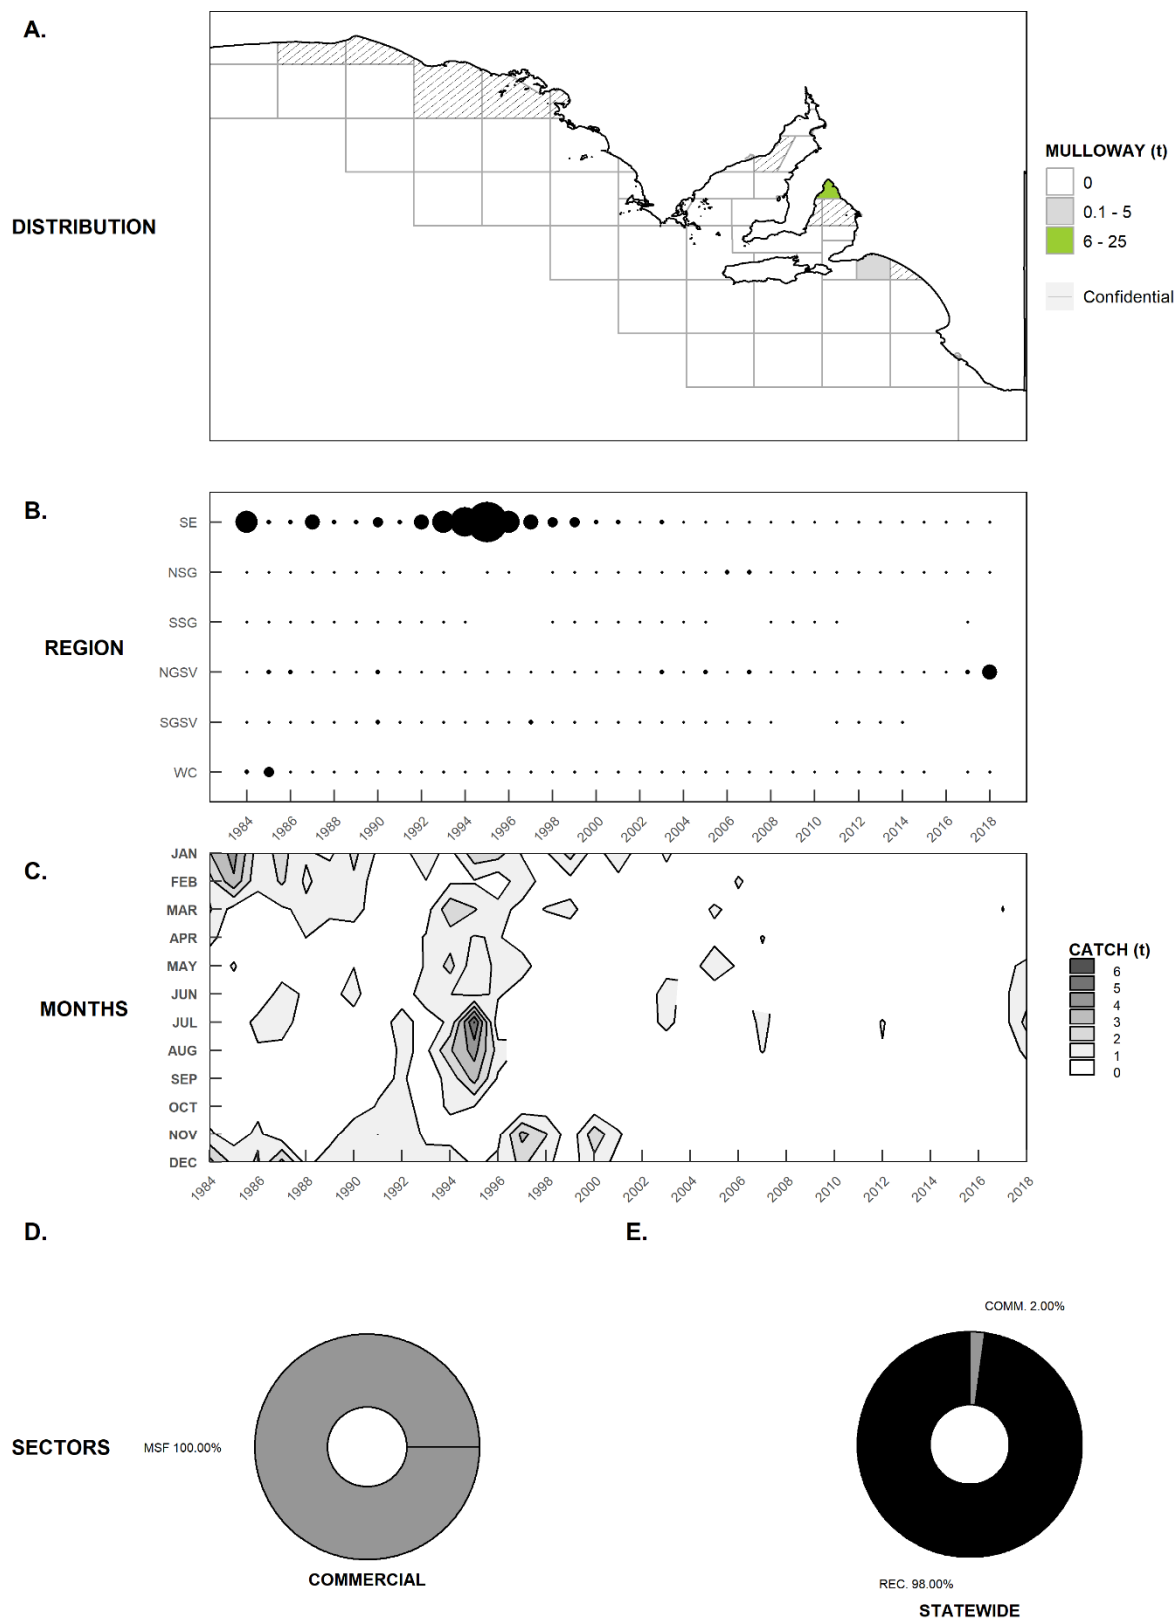 A.
DISTRIBUTION
MULLOWAY (t)
0
0.1 - 5
6 - 25
Confidential
B.
REGION
SE
NSG
SSG
NGSV
SGSV
WC
1984 1986 1988 1990 1992 1994 1996 1998 2000 2002 2004 2006 2008 2010 2012 2014 2016 2018
C.
MONTHS
JAN
FEB
MAR
APR
MAY
JUN
JUL
AUG
SEP
OCT
NOV
DEC
CATCH (t)
6
5
4
3
2
1
0
1984 1986 1988 1990 1992 1994 1996 1998 2000 2002 2004 2006 2008 2010 2012 2014 2016 2018
D.
E.
SECTORS
MSF 100.00%
COMMERCIAL
COMM. 2.00%
REC. 98.00%
STATEWIDE